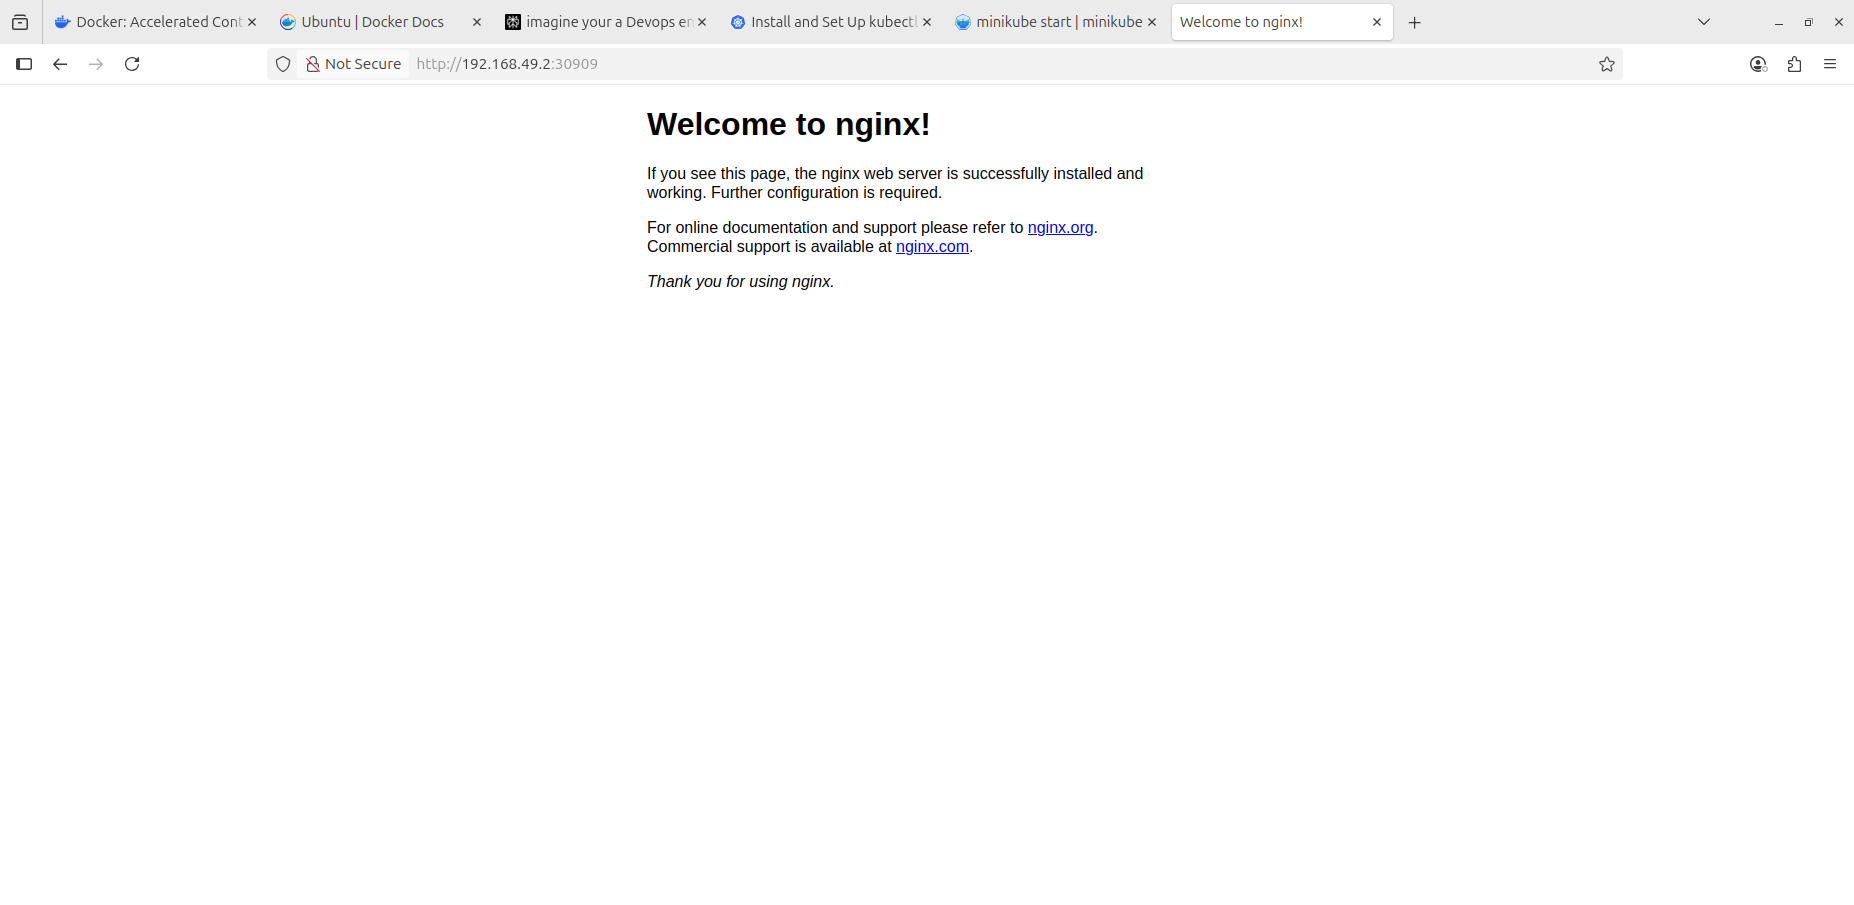 Docker: Accelerated Cont
Ubuntu | Docker Docs
imagine your a Devops en
Install and Set Up kubectl
minikube start | minikube
Welcome to nginx!
Not Secure
http://192.168.49.2:30909
Welcome to nginx!
If you see this page, the nginx web server is successfully installed and
working. Further configuration is required.
For online documentation and support please refer to nginx.org.
Commercial support is available at nginx.com.
Thank you for using nginx.